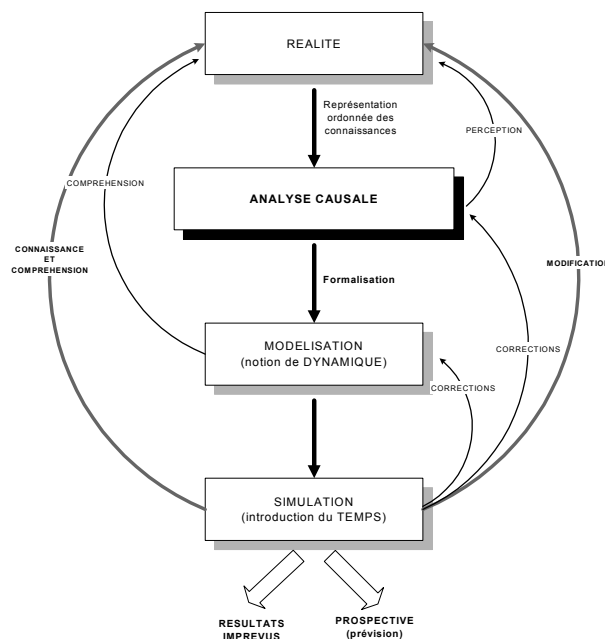 REALITE
Représentation
ordonnée des
connaissances
PERCEPTION
COMPREHENSION
ANALYSE CAUSALE
CONNAISSANCE
ET
COMPREHENSION
MODIFICATION
Formalisation
MODELISATION
(notion de DYNAMIQUE)
CORRECTIONS
CORRECTIONS
SIMULATION
(introduction du TEMPS)
RESULTATS
IMPREVUS
PROSPECTIVE
(prévision)